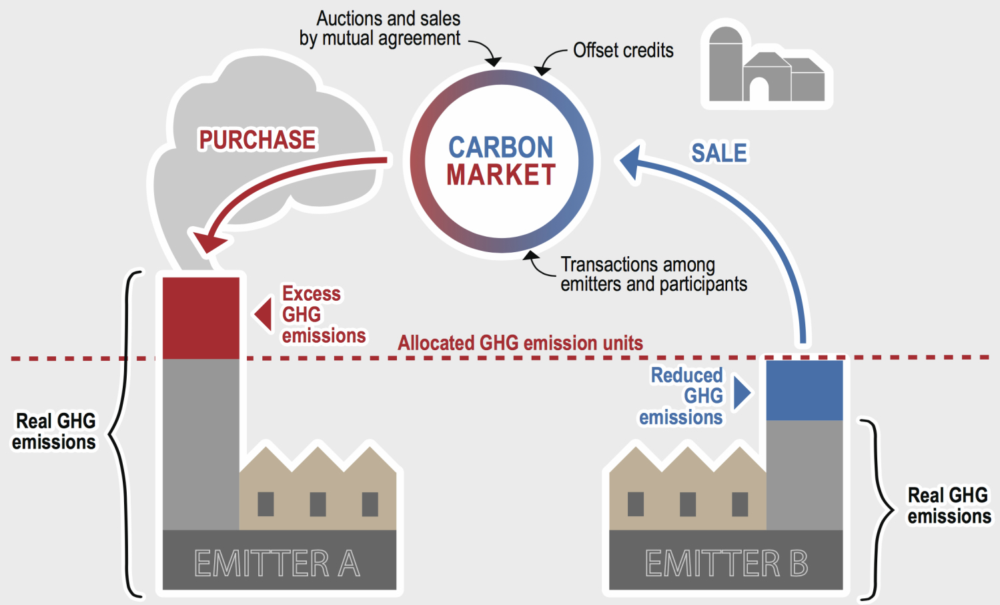 Auctions and sales
by mutual agreement
Offset credits
PURCHASE
CARBON
MARKET
SALE
Transactions among
emitters and participants
Excess
GHG
emissions
Allocated GHG emission units
Reduced
GHG
emissions
Real GHG
emissions
Real GHG
emissions
EMITTER A
EMITTER B